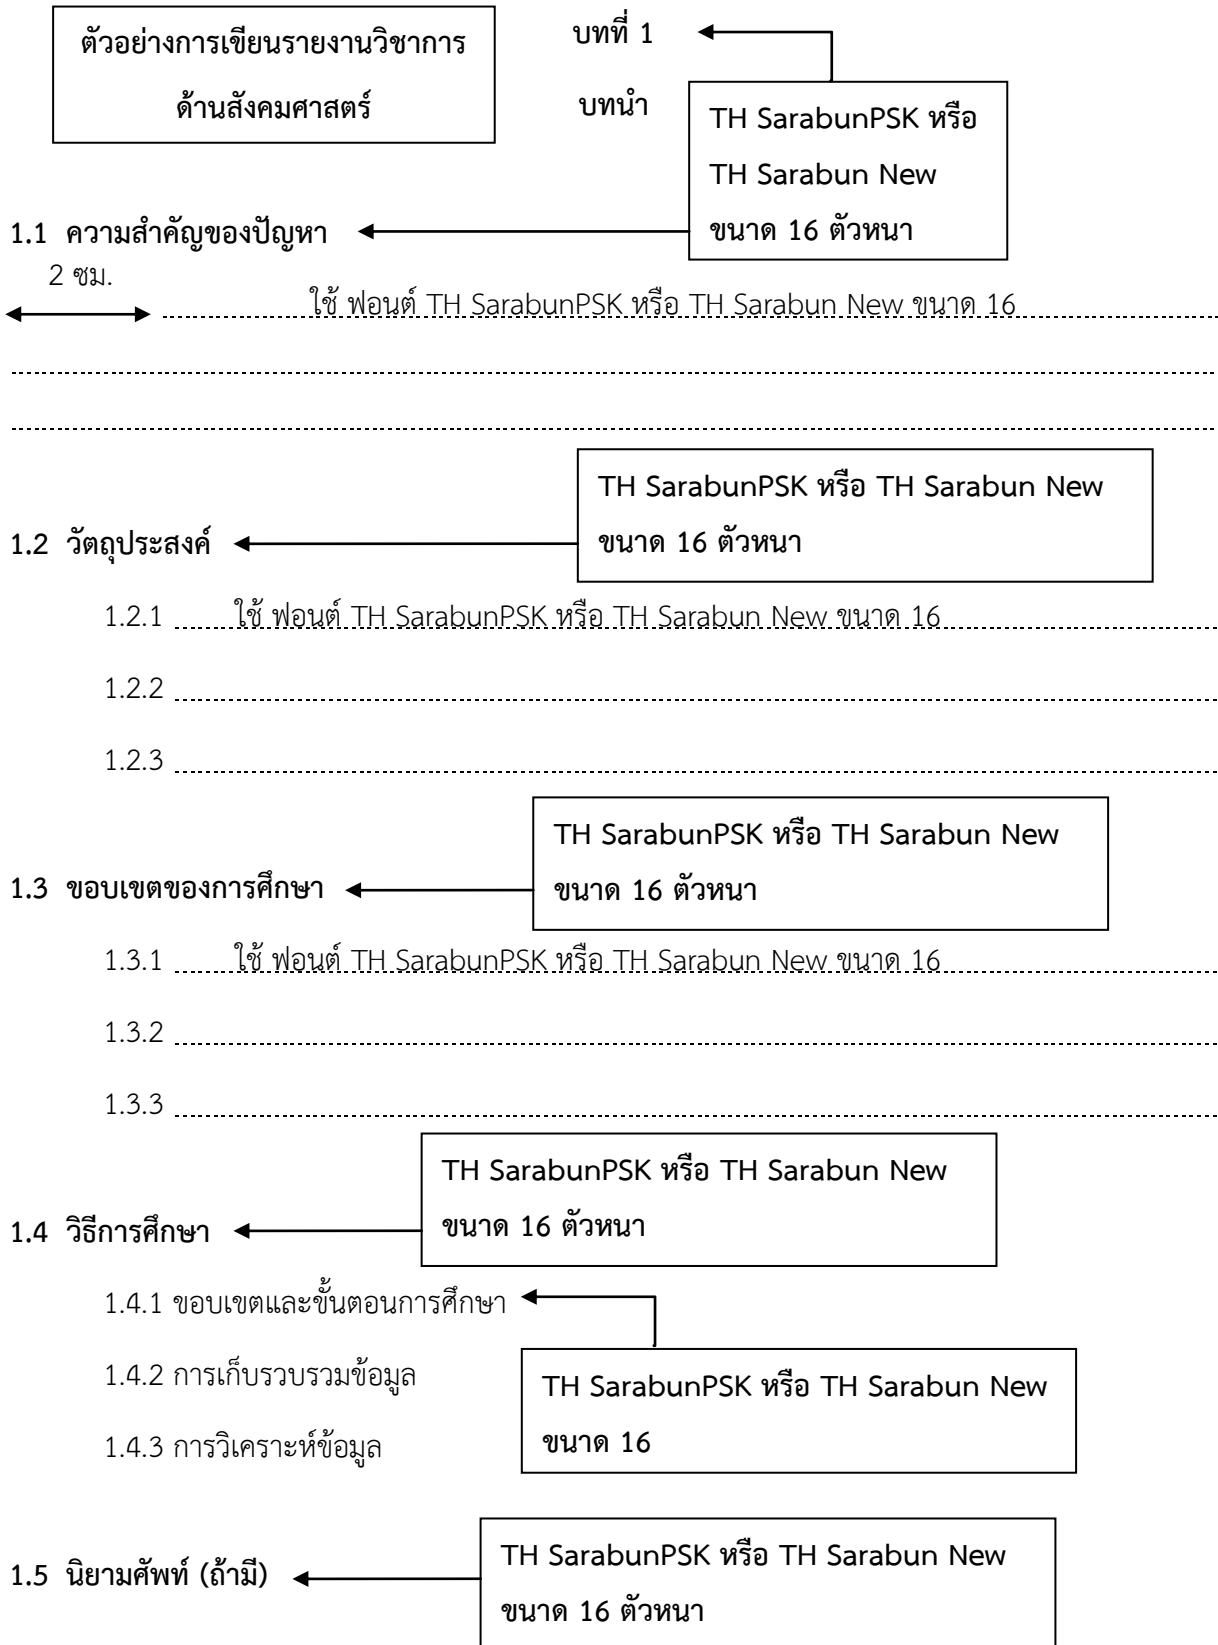 ตัวอย่างการเขียนรายงานวิชาการ
ด้านสังคมศาสตร์
บทที่ 1
บทนำ
TH SarabunPSK หรือ
TH Sarabun New
ขนาด 16 ตัวหนา
1.1 ความสำคัญของปัญหา
2 ซม.
ใช้ ฟอนต์ TH SarabunPSK หรือ TH Sarabun New ขนาด 16
TH SarabunPSK หรือ TH Sarabun New
ขนาด 16 ตัวหนา
1.2 วัตถุประสงค์
1.2.1 ใช้ ฟอนต์ TH SarabunPSK หรือ TH Sarabun New ขนาด 16
1.2.2
1.2.3
TH SarabunPSK หรือ TH Sarabun New
ขนาด 16 ตัวหนา
1.3 ขอบเขตของการศึกษา
1.3.1 ใช้ ฟอนต์ TH SarabunPSK หรือ TH Sarabun New ขนาด 16
1.3.2
1.3.3
TH SarabunPSK หรือ TH Sarabun New
ขนาด 16 ตัวหนา
1.4 วิธีการศึกษา
1.4.1 ขอบเขตและขั้นตอนการศึกษา
1.4.2 การเก็บรวบรวมข้อมูล
1.4.3 การวิเคราะห์ข้อมูล
TH SarabunPSK หรือ TH Sarabun New
ขนาด 16
1.5 นิยามศัพท์ (ถ้ามี)
TH SarabunPSK หรือ TH Sarabun New
ขนาด 16 ตัวหนา